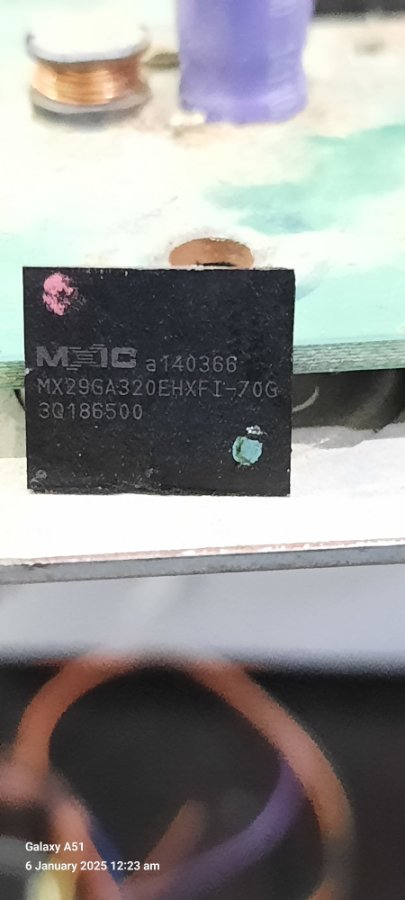 MXIC a140366
MX29GA320EHXFI-70G
3Q186500
Galaxy A51
6 January 2025 12:23 am